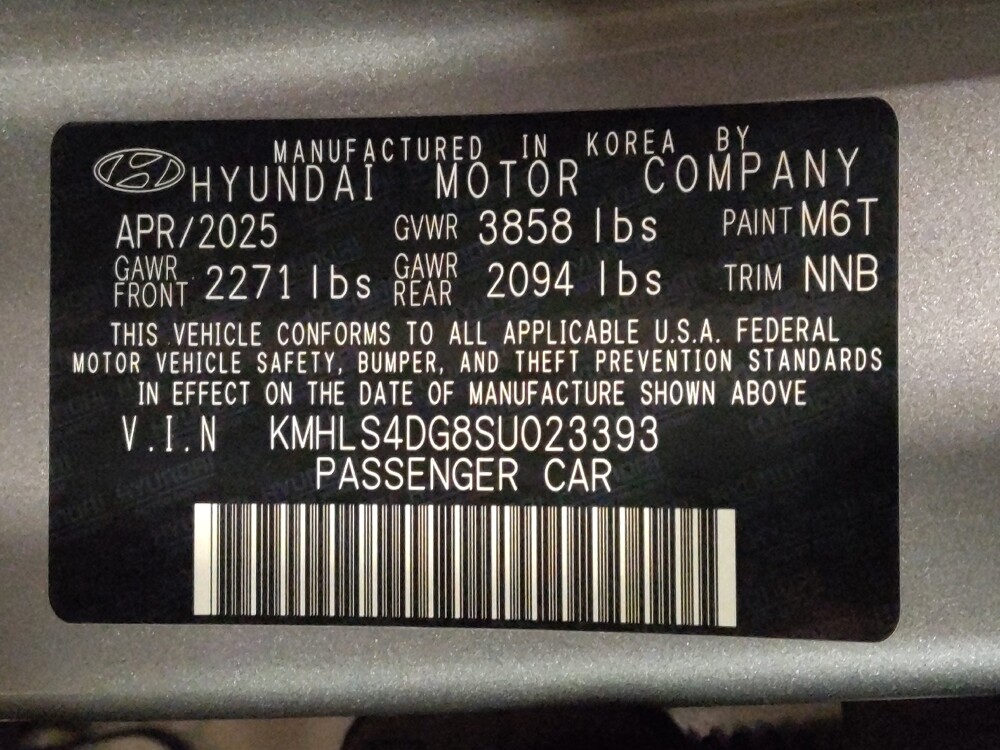 MANUFACTURED IN KOREA BY
HYUNDAI MOTOR COMPANY
APR/2025 GVWR 3858 lbs PAINT M6T
GAWR FRONT 2271 lbs GAWR REAR 2094 lbs TRIM NNB
THIS VEHICLE CONFORMS TO ALL APPLICABLE U.S.A. FEDERAL
MOTOR VEHICLE SAFETY, BUMPER, AND THEFT PREVENTION STANDARDS
IN EFFECT ON THE DATE OF MANUFACTURE SHOWN ABOVE
V.I.N KMHLS4DG8SU023393
PASSENGER CAR